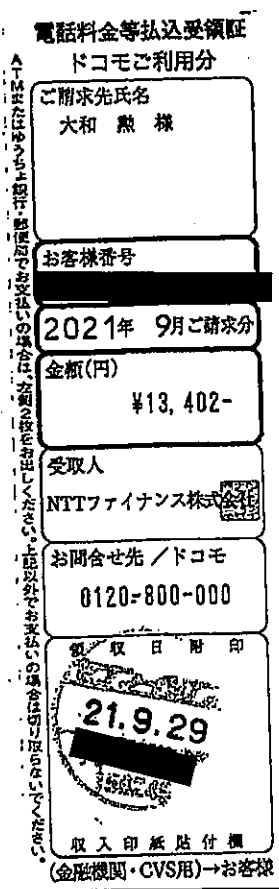 電話料金等払込受領証
ドコモご利用分
ご請求先氏名
大和 勲 様
お客様番号
2021年 9月ご請求分
金額(円)
¥13,402-
受取人
NTTファイナンス株式会社
お問合せ先 / ドコモ
0120-800-000
領収日附印
21.9.29
収入印紙貼付欄
(金融機関・CVS用)→お客様
ATMまたはゆうちょ銀行・郵便局でお支払いの場合は、左側2枚をお出しください。上記以外でお支払いの場合は切り取らないでください。